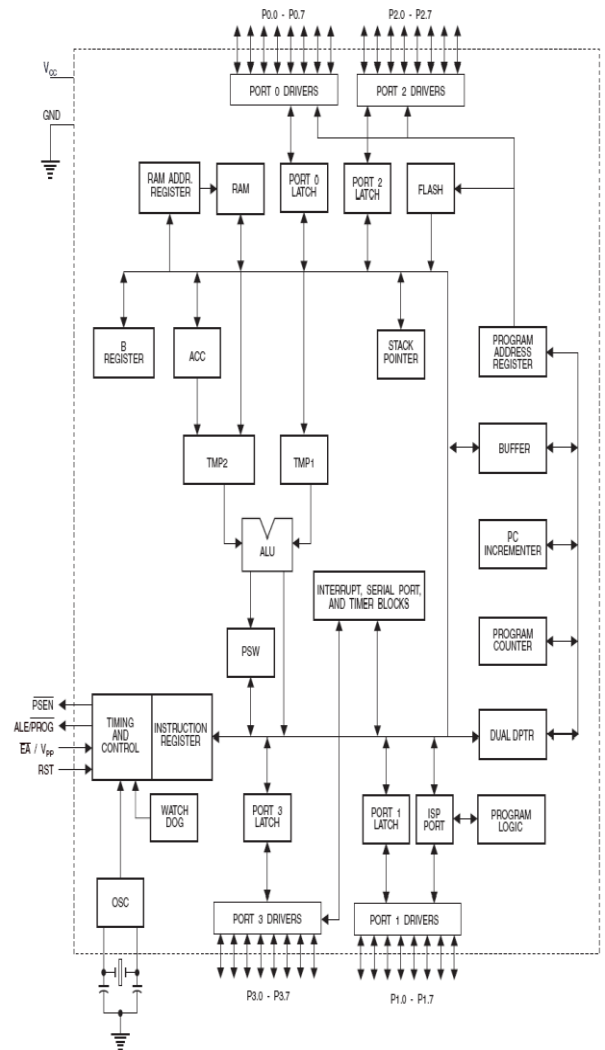 P0.0 - P0.7
P2.0 - P2.7
VCC
PORT 0 DRIVERS
PORT 2 DRIVERS
GND
RAM ADDR.
REGISTER
RAM
PORT 0
LATCH
PORT 2
LATCH
FLASH
B
REGISTER
ACC
STACK
POINTER
PROGRAM
ADDRESS
REGISTER
TMP2
TMP1
BUFFER
ALU
PC
INCREMENTER
INTERRUPT, SERIAL PORT,
AND TIMER BLOCKS
PSW
PROGRAM
COUNTER
PSEN
ALE/PROG
EA / VPP
RST
TIMING
AND
CONTROL
INSTRUCTION
REGISTER
DUAL DPTR
WATCH
DOG
PORT 3
LATCH
PORT 1
LATCH
ISP
PORT
PROGRAM
LOGIC
OSC
PORT 3 DRIVERS
PORT 1 DRIVERS
P3.0 - P3.7
P1.0 - P1.7